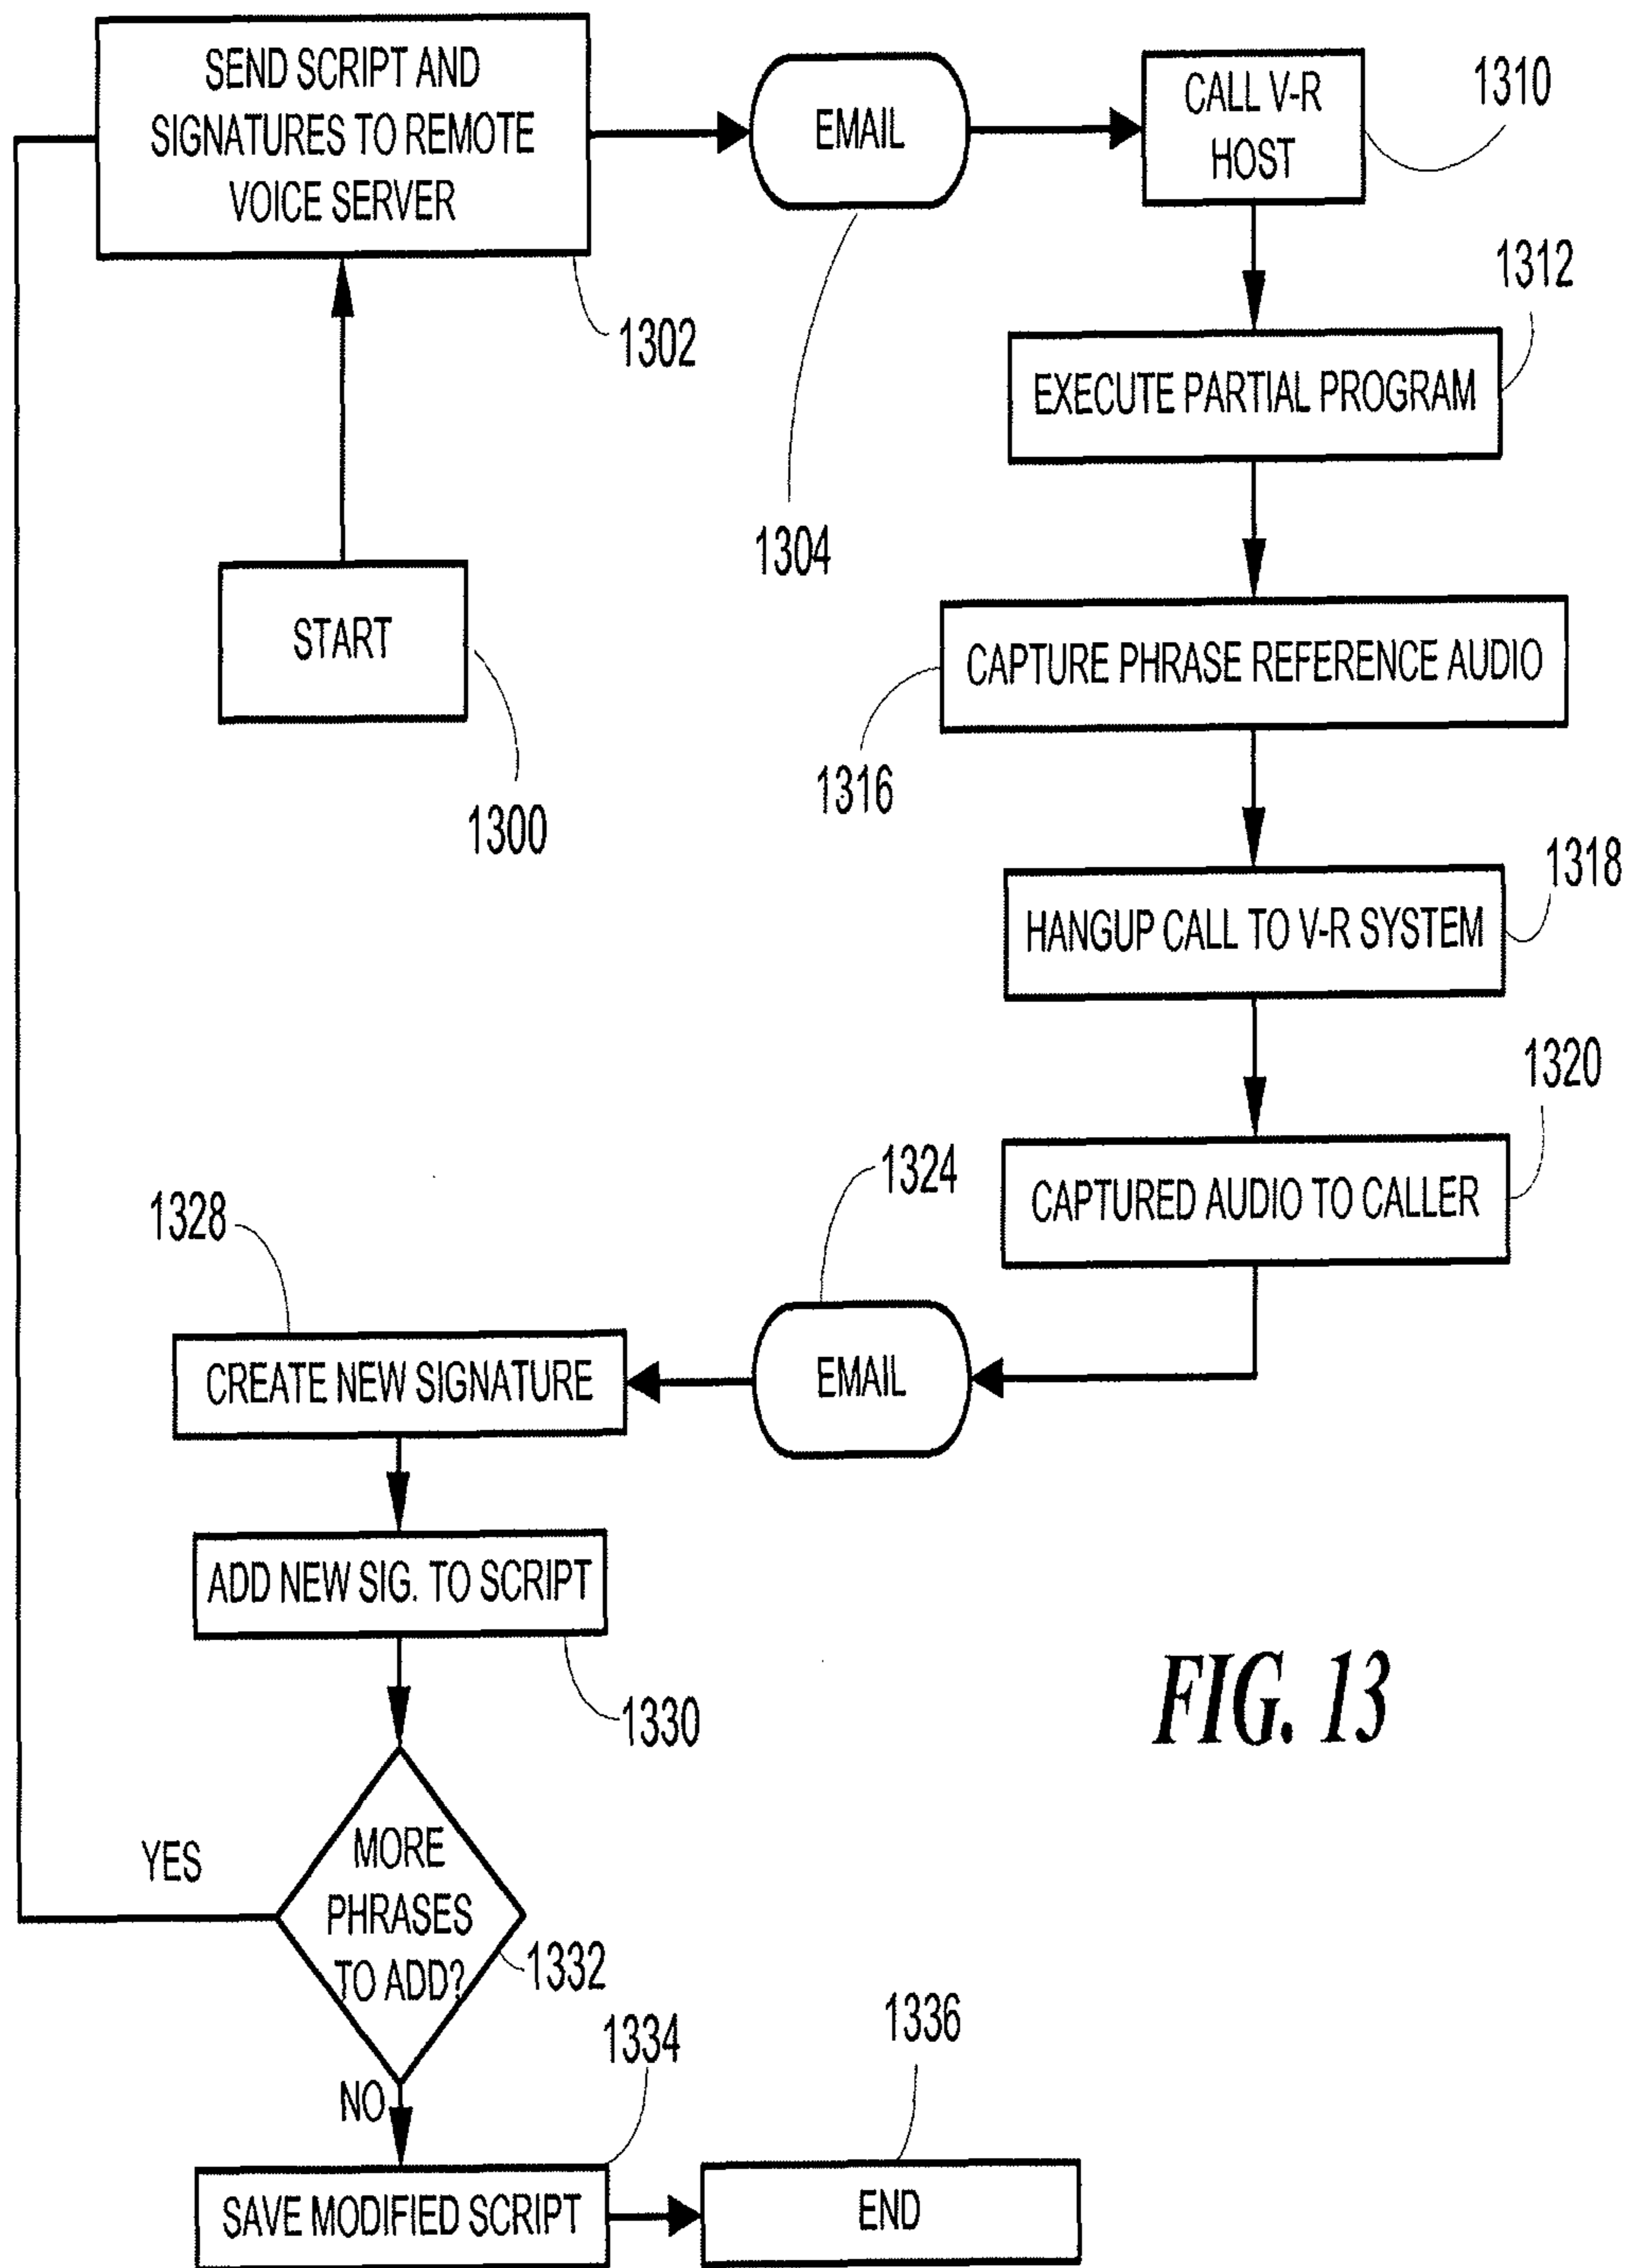 SEND SCRIPT AND
SIGNATURES TO REMOTE
VOICE SERVER
1302
EMAIL
1304
CALL V-R
HOST
1310
EXECUTE PARTIAL PROGRAM
1312
START
1300
CAPTURE PHRASE REFERENCE AUDIO
1316
HANGUP CALL TO V-R SYSTEM
1318
CAPTURED AUDIO TO CALLER
1320
EMAIL
1324
CREATE NEW SIGNATURE
1328
ADD NEW SIG. TO SCRIPT
1330
MORE
PHRASES
TO ADD?
1332
YES
NO
SAVE MODIFIED SCRIPT
1334
END
1336
FIG. 13